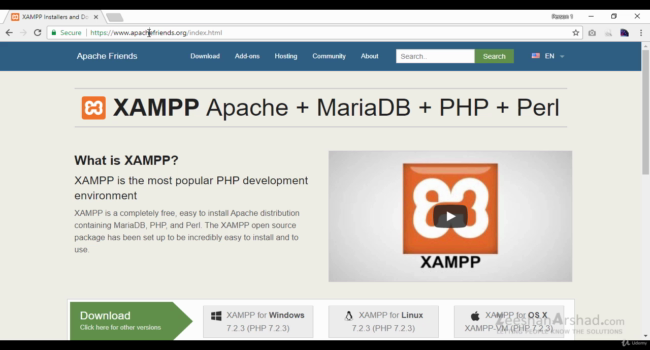 XAMPP Installers and Do
Person 1
Secure
https://www.apachefriends.org/index.html
Apache Friends
Download
Add-ons
Hosting
Community
About
Search...
Search
EN
XAMPP Apache + MariaDB + PHP + Perl
What is XAMPP?
XAMPP is the most popular PHP development
environment
XAMPP is a completely free, easy to install Apache distribution
containing MariaDB, PHP, and Perl. The XAMPP open source
package has been set up to be incredibly easy to install and to
use.
XAMPP
Download
Click here for other versions
XAMPP for Windows
7.2.3 (PHP 7.2.3)
XAMPP for Linux
7.2.3 (PHP 7.2.3)
XAMPP for OS X
XAMPP-VM (PHP 7.2.3)
ZeeshanArshad.com
KNOW THE SOLUTIONS
Udemy